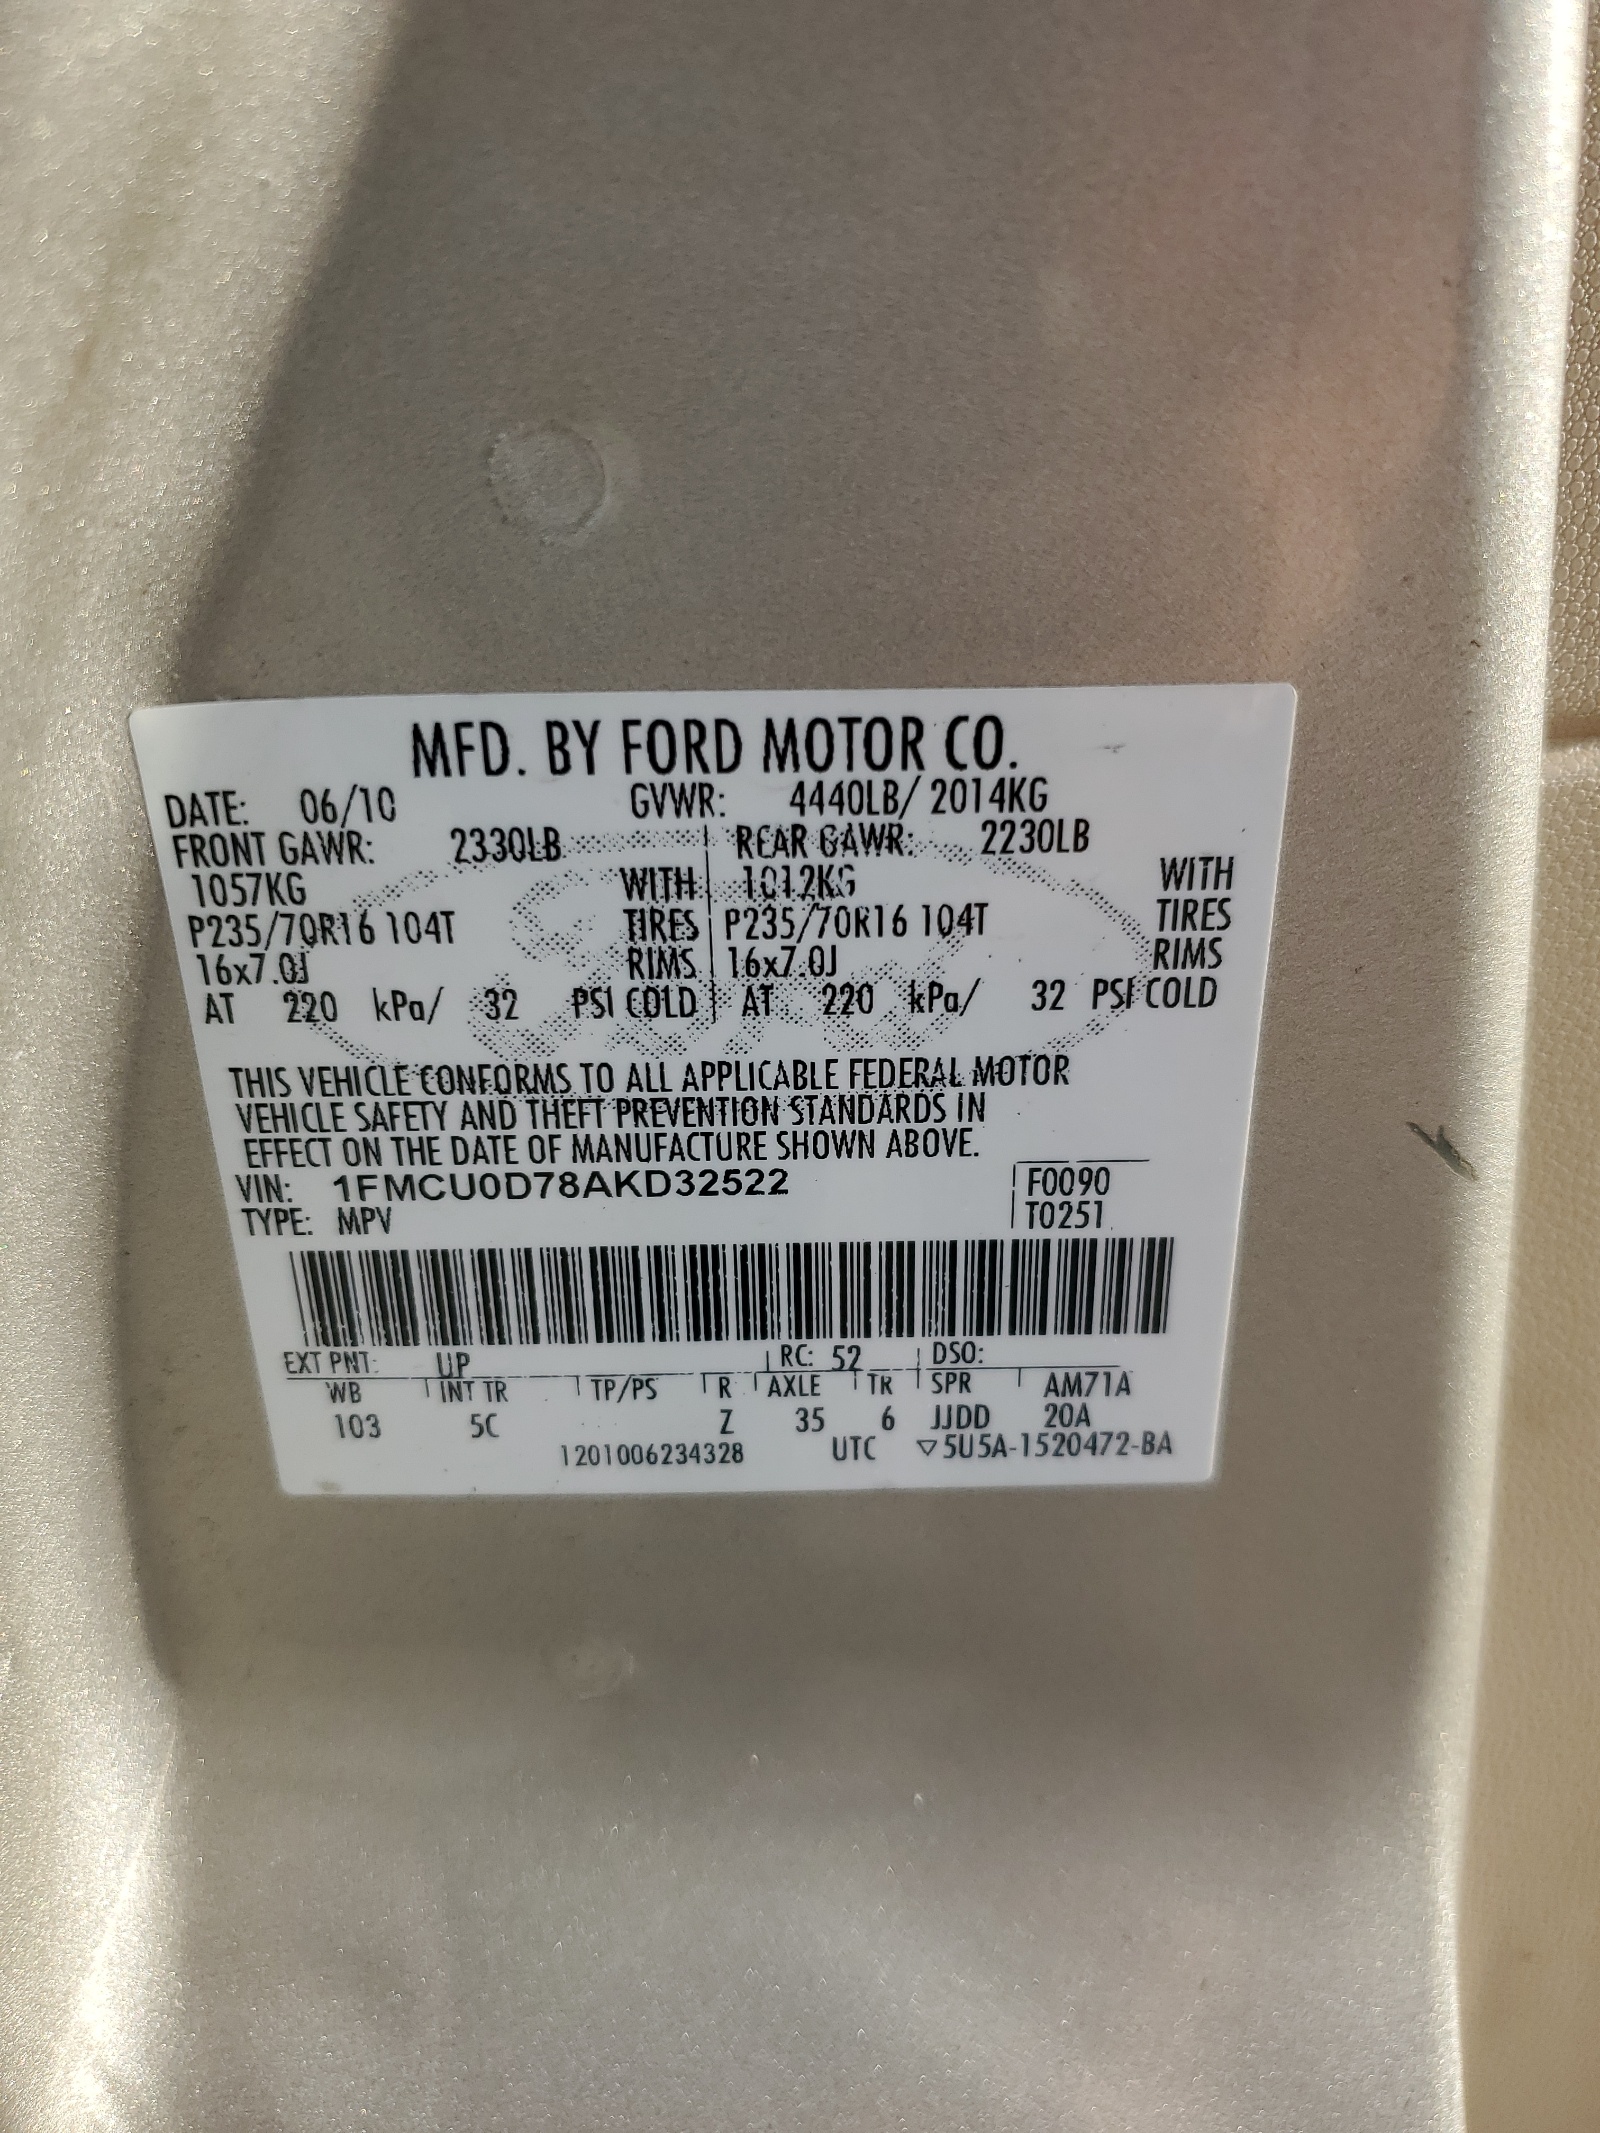 MFD. BY FORD MOTOR CO.
DATE: 06/10 GVWR: 4440LB/ 2014KG
FRONT GAWR: 2330LB REAR GAWR: 2230LB
1057KG WITH 1012KG WITH
P235/70R16 104T TIRES P235/70R16 104T TIRES
16x7.0J RIMS 16x7.0J RIMS
AT 220 kPa/ 32 PSI COLD AT 220 kPa/ 32 PSI COLD
THIS VEHICLE CONFORMS TO ALL APPLICABLE FEDERAL MOTOR
VEHICLE SAFETY AND THEFT PREVENTION STANDARDS IN
EFFECT ON THE DATE OF MANUFACTURE SHOWN ABOVE.
VIN: 1FMCU0D78AKD32522 F0090
TYPE: MPV T0251
EXT PNT: UP RC: 52 DSO:
WB INT TR TP/PS R AXLE TR SPR AM71A
103 5C Z 35 6 JJDD 20A
1201006234328 UTC ▽5U5A-1520472-BA